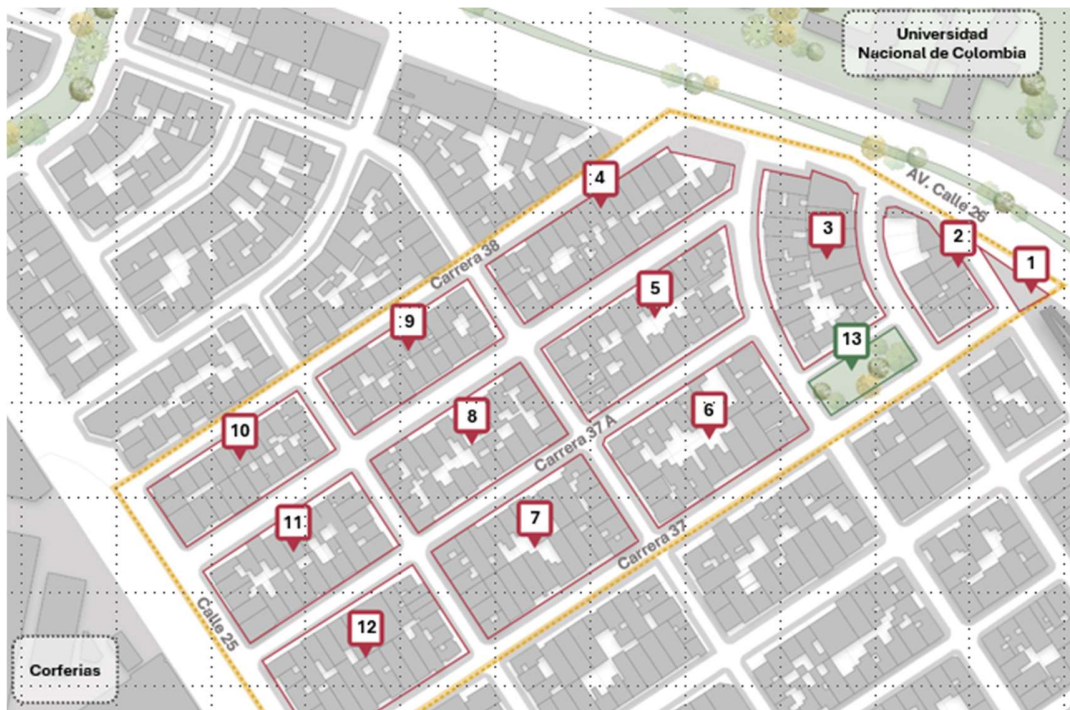 Universidad
Nacional de Colombia
AV. Calle 26
4
3
2
1
Carrera 38
5
9
13
8
6
10
Carrera 37 A
11
7
Carrera 37
Calle 25
12
Corferias